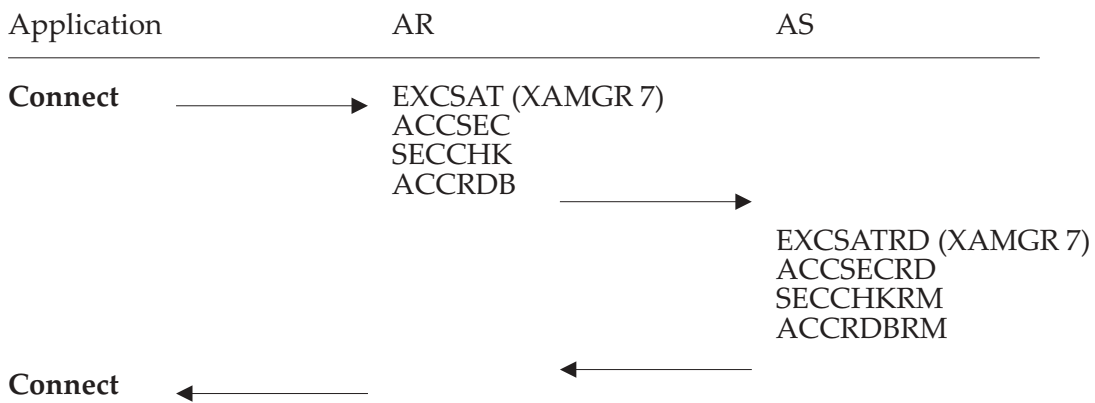 Application AR AS
Connect EXCSAT (XAMGR 7)
ACCSEC
SECCHK
ACCRDB
EXCSATRD (XAMGR 7)
ACCSECRD
SECCHKRM
ACCRDBRM
Connect